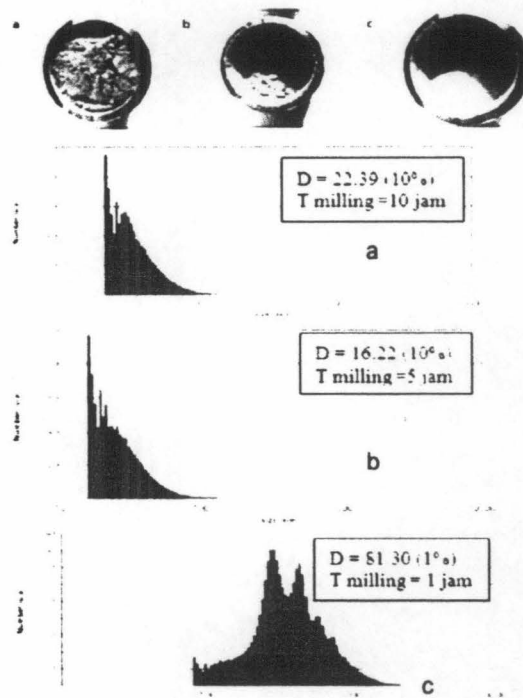 a b c
D = 22.39 (10%)
T milling =10 jam
a
D = 16.22 (10%)
T milling =5 jam
b
D = 81.30 (1%)
T milling = 1 jam
c